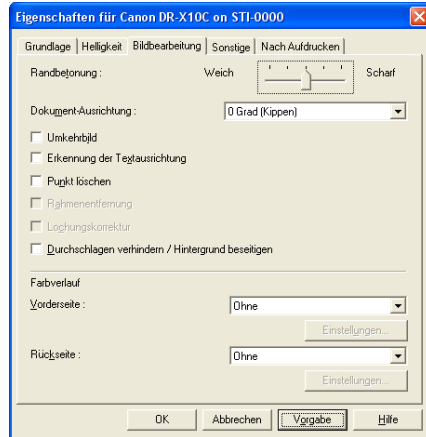 Eigenschaften für Canon DR-X10C on STI-0000
Grundlage Helligkeit Bildbearbeitung Sonstige Nach Aufdrucken
Randbetonung : Weich Scharf
Dokument-Ausrichtung : 0 Grad (Kippen)
Umkehrbild
Erkennung der Textausrichtung
Punkt löschen
Rahmenentfernung
Lochungskorrektur
Durchschlagen verhindern / Hintergrund beseitigen
Farbverlauf
Vorderseite : Ohne
Einstellungen...
Rückseite : Ohne
Einstellungen...
OK Abbrechen Vorgabe Hilfe